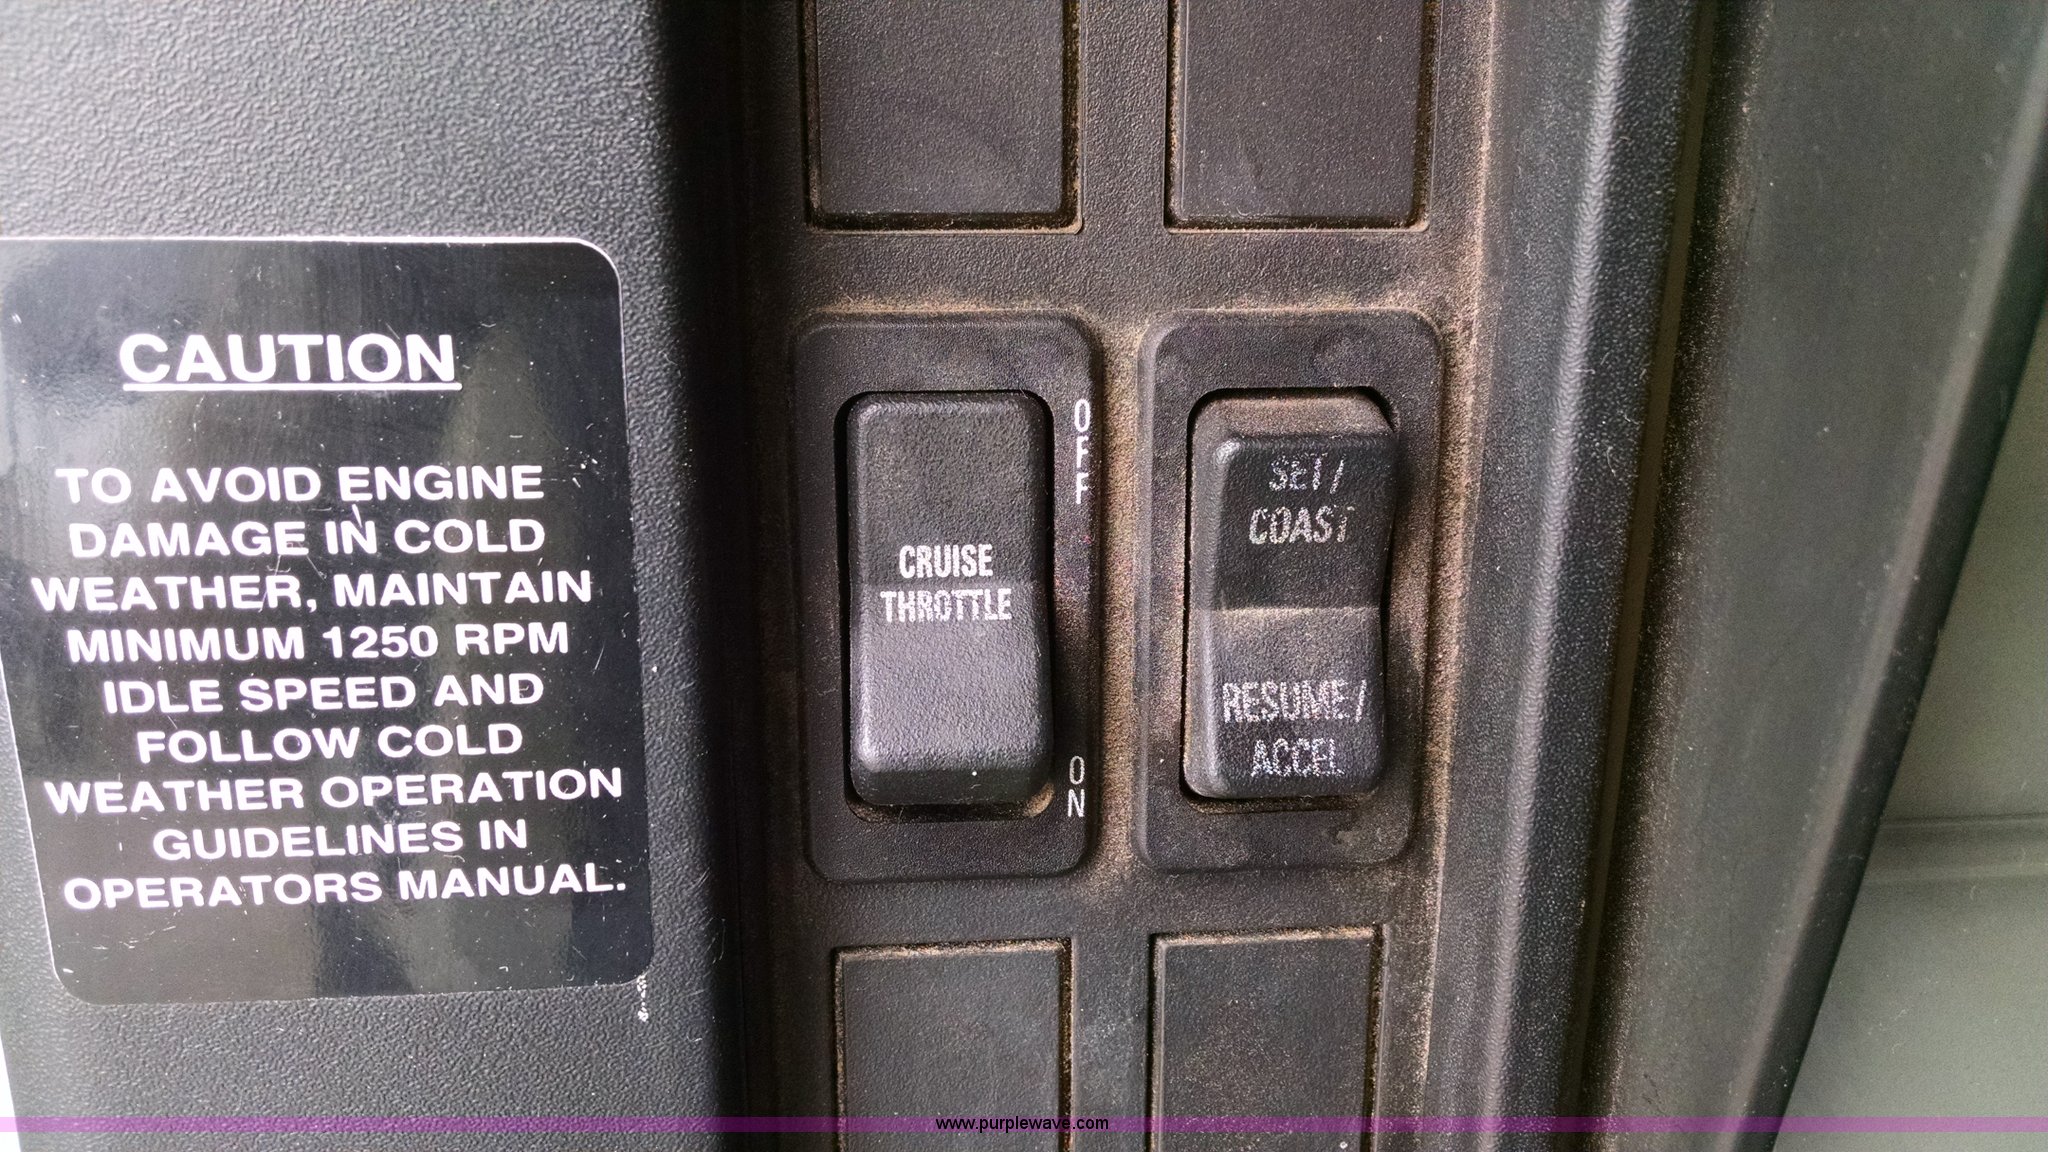 CAUTION
TO AVOID ENGINE
DAMAGE IN COLD
WEATHER, MAINTAIN
MINIMUM 1250 RPM
IDLE SPEED AND
FOLLOW COLD
WEATHER OPERATION
GUIDELINES IN
OPERATORS MANUAL.
OFF
CRUISE
THROTTLE
ON
SET/
COAST
RESUME/
ACCEL
www.purplewave.com